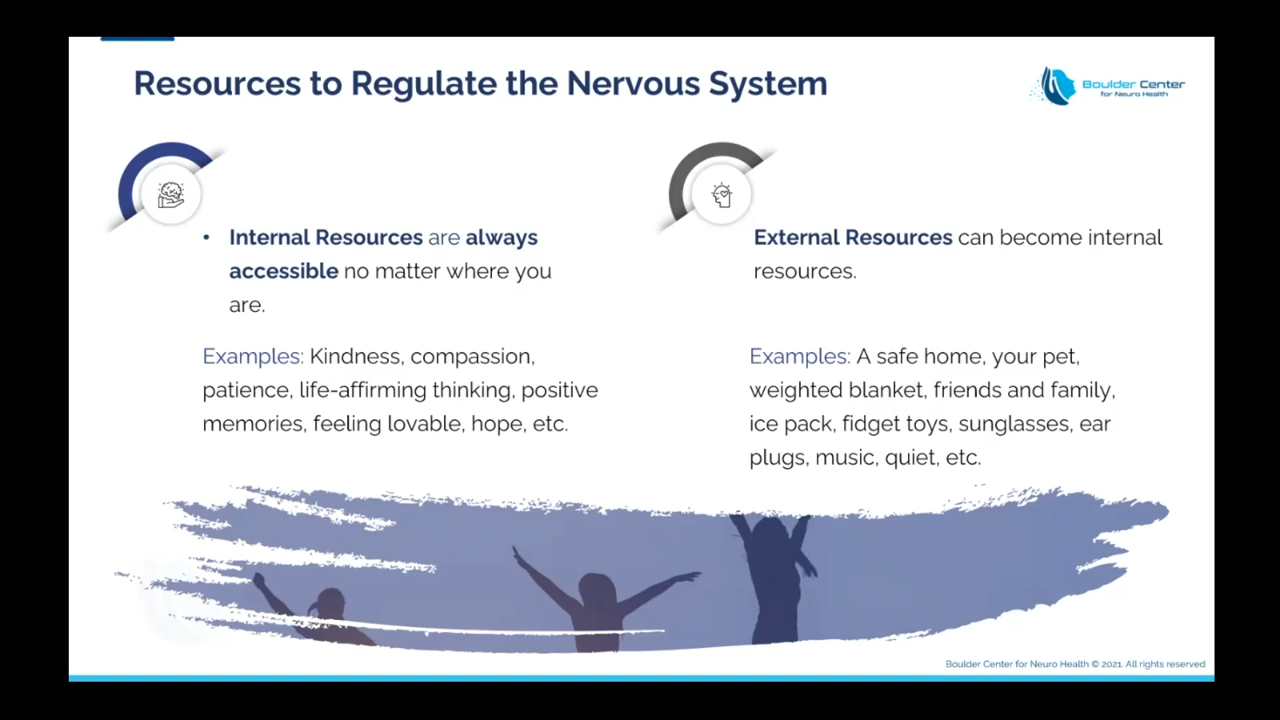 Resources to Regulate the Nervous System
Boulder Center
for Neuro Health
• Internal Resources are always
accessible no matter where you
are.
Examples: Kindness, compassion,
patience, life-affirming thinking, positive
memories, feeling lovable, hope, etc.
External Resources can become internal
resources.
Examples: A safe home, your pet,
weighted blanket, friends and family,
ice pack, fidget toys, sunglasses, ear
plugs, music, quiet, etc.
Boulder Center for Neuro Health © 2021. All rights reserved